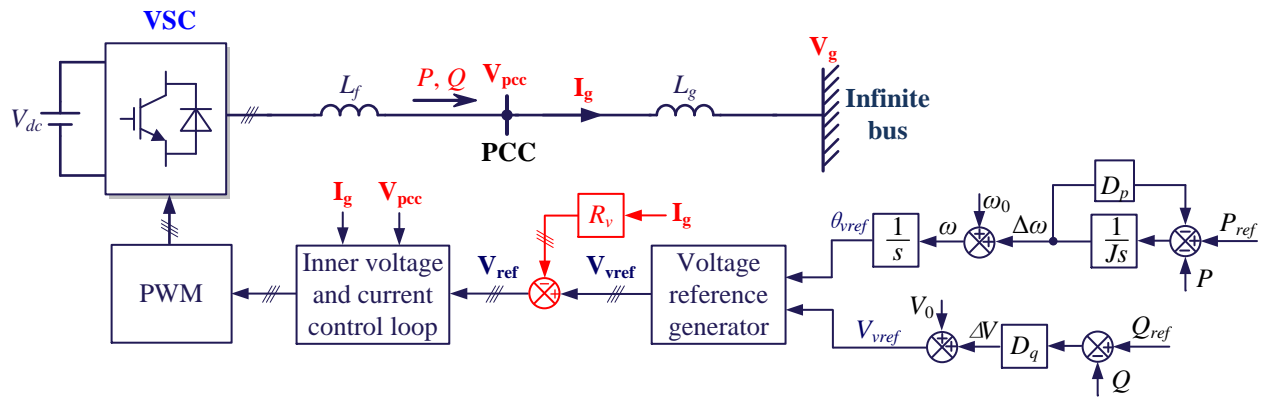 VSC
V_dc
L_f
P, Q
V_pcc
PCC
I_g
L_g
V_g
Infinite
bus
I_g
V_pcc
R_v
I_g
PWM
Inner voltage
and current
control loop
V_ref
V_vref
Voltage
reference
generator
θ_vref
1
s
ω
ω_0
Δω
D_p
1
Js
P_ref
P
V_vref
V_0
ΔV
D_q
Q_ref
Q